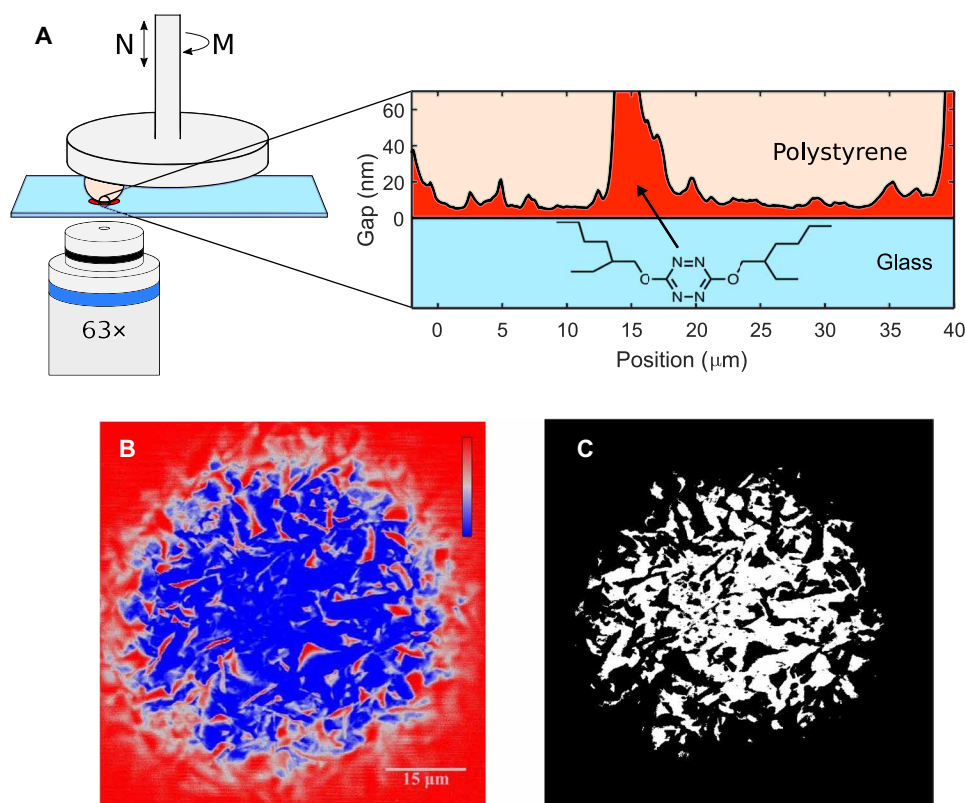 A
N
M
63×
60
40
20
0
Gap (nm)
Polystyrene
Glass
N
N
N
N
O
O
0
5
10
15
20
25
30
35
40
Position (μm)
B
15 μm
C